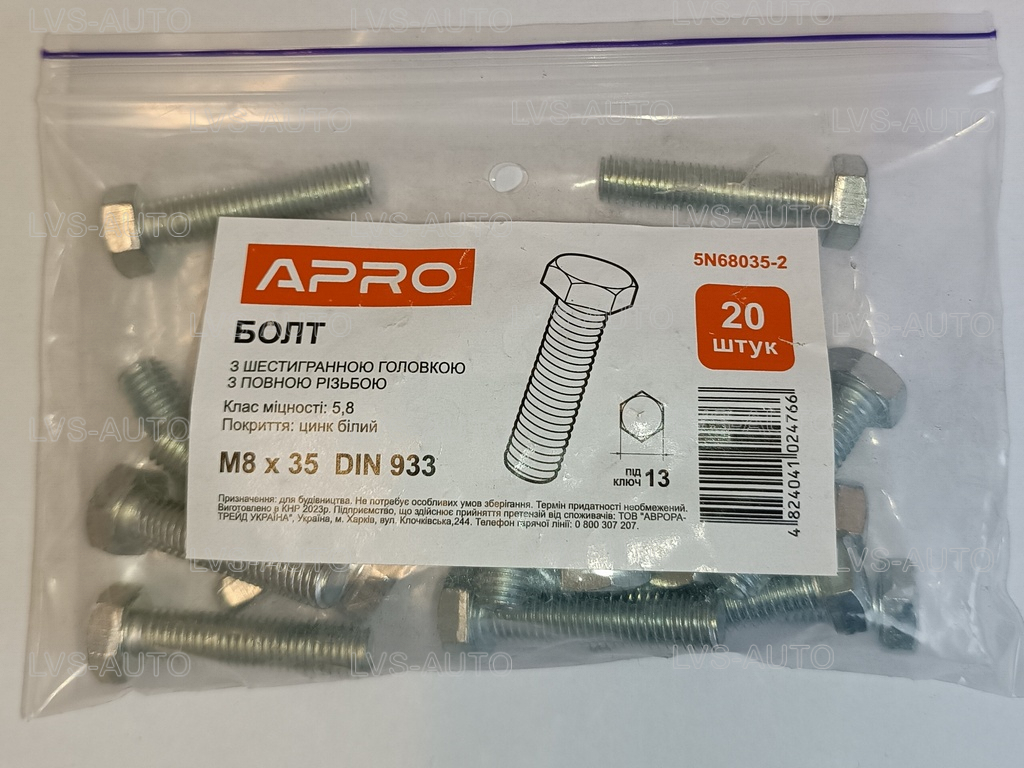 APRO
БОЛТ
З ШЕСТИГРАННОЮ ГОЛОВКОЮ
З ПОВНОЮ РІЗЬБОЮ
Клас міцності: 5,8
Покриття: цинк білий
M8 x 35 DIN 933
5N68035-2
20
штук
ПІД
КЛЮЧ 13
4 824041 024766
Призначення: для будівництва. Не потребує особливих умов зберігання. Термін придатності необмежений.
Виготовлено в КНР 2023р. Підприємство, що здійснює прийняття претензій від споживачів: ТОВ "АВРОРА-
ТРЕЙД УКРАЇНА", Україна, м. Харків, вул. Клочківська,244. Телефон гарячої лінії: 0 800 307 207.
LVS-AUTO